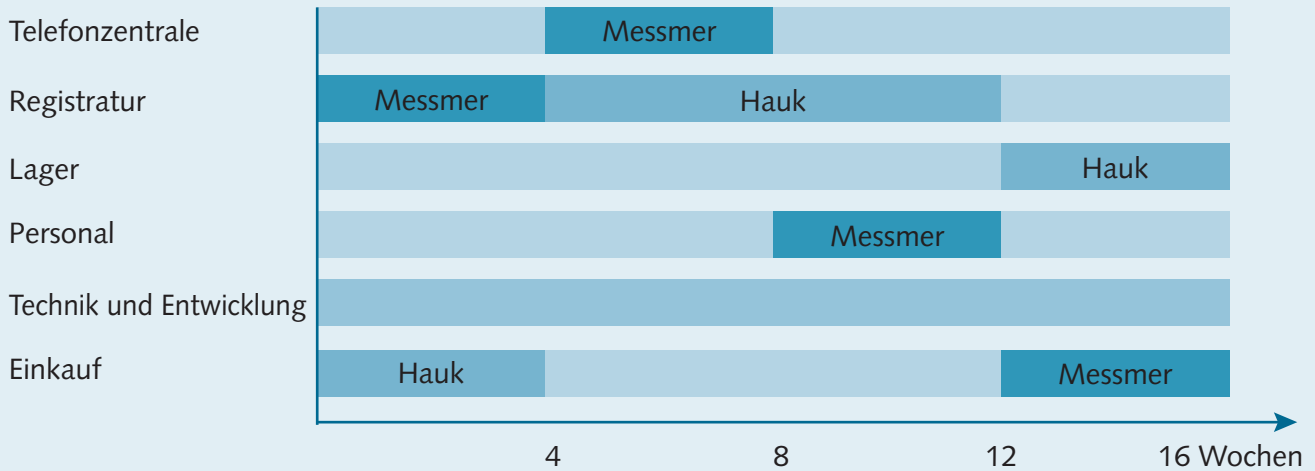 Telefonzentrale Messmer
Registratur Messmer Hauk
Lager Hauk
Personal Messmer
Technik und Entwicklung
Einkauf Hauk Messmer
4 8 12 16 Wochen